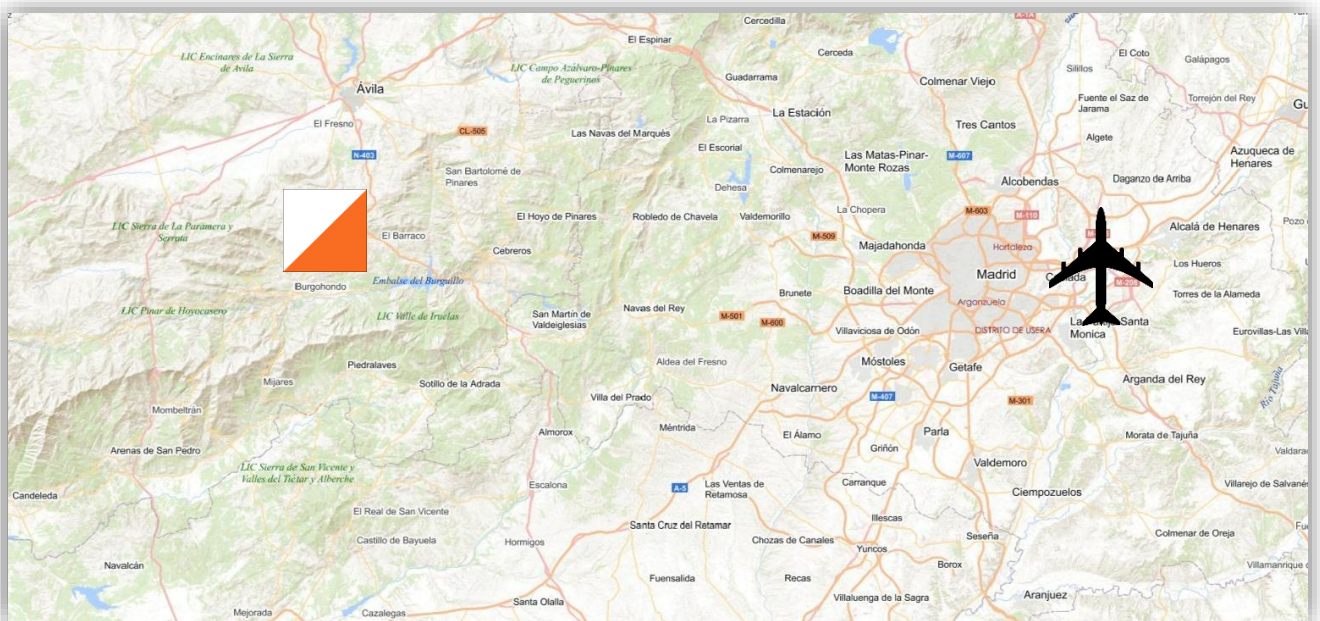 Cercedilla
A-1A
El Espinar
Cerceda
El Coto
LIC Encinares de La Sierra
de Avila
LIC Campo Azálvaro-Pinares
de Peguerinos
Galápagos
Sililos
Guadarrama
Colmenar Viejo
Ávila
Fuente el Saz de
Jarama
Torrejón del Rey
Gu
La Estación
El Fresno
La Pizarra
Tres Cantos
CL-505
Las Navas del Marqués
Algete
El Escorial
Azuqueca de
Henares
N-403
Las Matas-Pinar-
Monte Rozas
M-607
San Bartolomé de
Pinares
Colmenarejo
Daganzo de Arriba
Alcobendas
Dehesa
La Chopera
M-603
M-110
El Hoyo de Pinares
Robledo de Chavela
Valdemorillo
Pozo
LIC Sierra de La Paramera y
Serrota
Alcalá de Henares
El Barraco
M-509
Majadahonda
Hortaleza
Cebreros
Los Hueros
Madrid
Embalse del Burguillo
Burgohondo
Boadilla del Monte
Brunete
Torres de la Alameda
Arganzuela
LIC Pinar de Hoyocasero
LIC Valle de Iruelas
San Martín de
Valdeiglesias
Navas del Rey
M-501
M-600
Santa
Monica
Villaviciosa de Odón
DISTRITO DE USERA
Eurovillas-Las Villa
Piedralaves
Aldea del Fresno
Móstoles
Getafe
Mijares
Sotillo de la Adrada
Navalcarnero
Arganda del Rey
Río Tajuña
Villa del Prado
M-407
M-301
Mombeltrán
Méntrida
Almorox
El Álamo
Parla
Morata de Tajuña
Arenas de San Pedro
Griñón
Valdara
LIC Sierra de San Vicente y
Valles del Tiétar y Alberche
Valdemoro
Candeleda
Escalona
A-5
Las Ventas de
Retamosa
Carranque
Ciempozuelos
Villarejo de Salvanés
El Real de San Vicente
Illescas
Santa Cruz del Retamar
Castillo de Bayuela
Hormigos
Chozas de Canales
Seseña
Colmenar de Oreja
Yuncos
Navalcán
Borox
Villamanrique
Fuensalida
Recas
Santa Olalla
Villaluenga de la Sagra
Aranjuez
Mejorada
Cazalegas